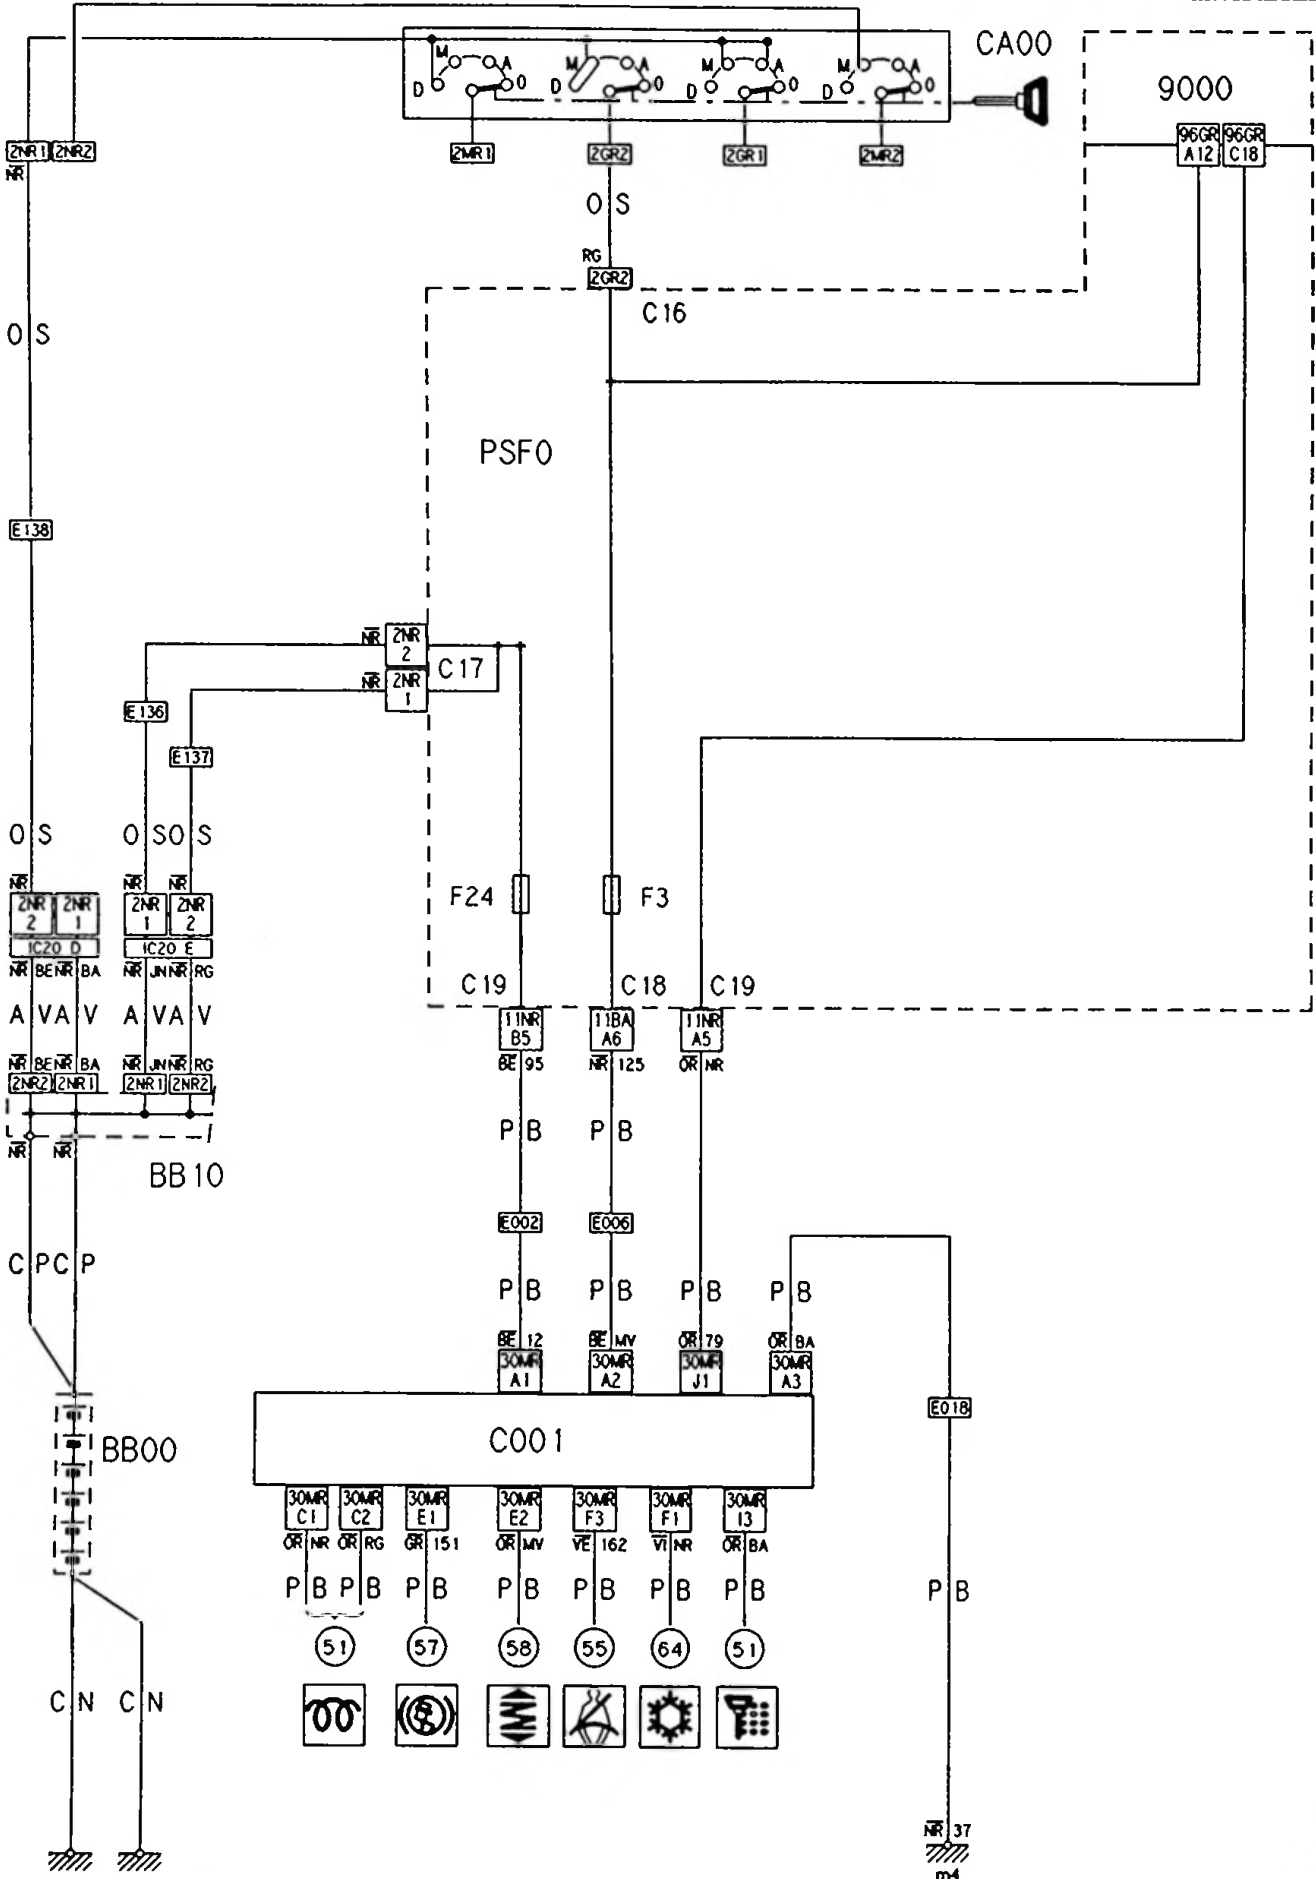 CA00
9000
M A D O
M A D O
M A D O
M A D O
96GR A12
96GR C18
2NR1 2NR2
NR
2MR1
2GR2
2GR1
2MR2
O S
RG
2GR2
C16
O S
PSF0
E138
NR 2NR 2
C17
NR 2NR 1
E136
E137
O S
O S O S
NR
NR NR
2NR 2
2NR 1
2NR 1
2NR 2
IC20 D
IC20 E
NR BE NR BA
NR JN NR RG
A V A V
A V A V
NR BE NR BA
NR JN NR RG
2NR2 2NR1
2NR1 2NR2
F24
F3
C19
C18
C19
11NR B5
11BA A6
11NR A5
BE 95
NR 125
OR NR
NR NR
BB10
P B
P B
E002
E006
C P C P
P B
P B
P B
P B
BE 12
BE MV
OR 79
OR BA
30MR A1
30MR A2
30MR J1
30MR A3
E018
C001
BB00
30MR C1
30MR C2
30MR E1
30MR E2
30MR F3
30MR F1
30MR I3
OR NR
OR RG
GR 151
OR MV
VE 162
VI NR
OR BA
P B
P B
P B
P B
P B
P B
P B
P B
51
57
58
55
64
51
C N
C N
NR 37
m4